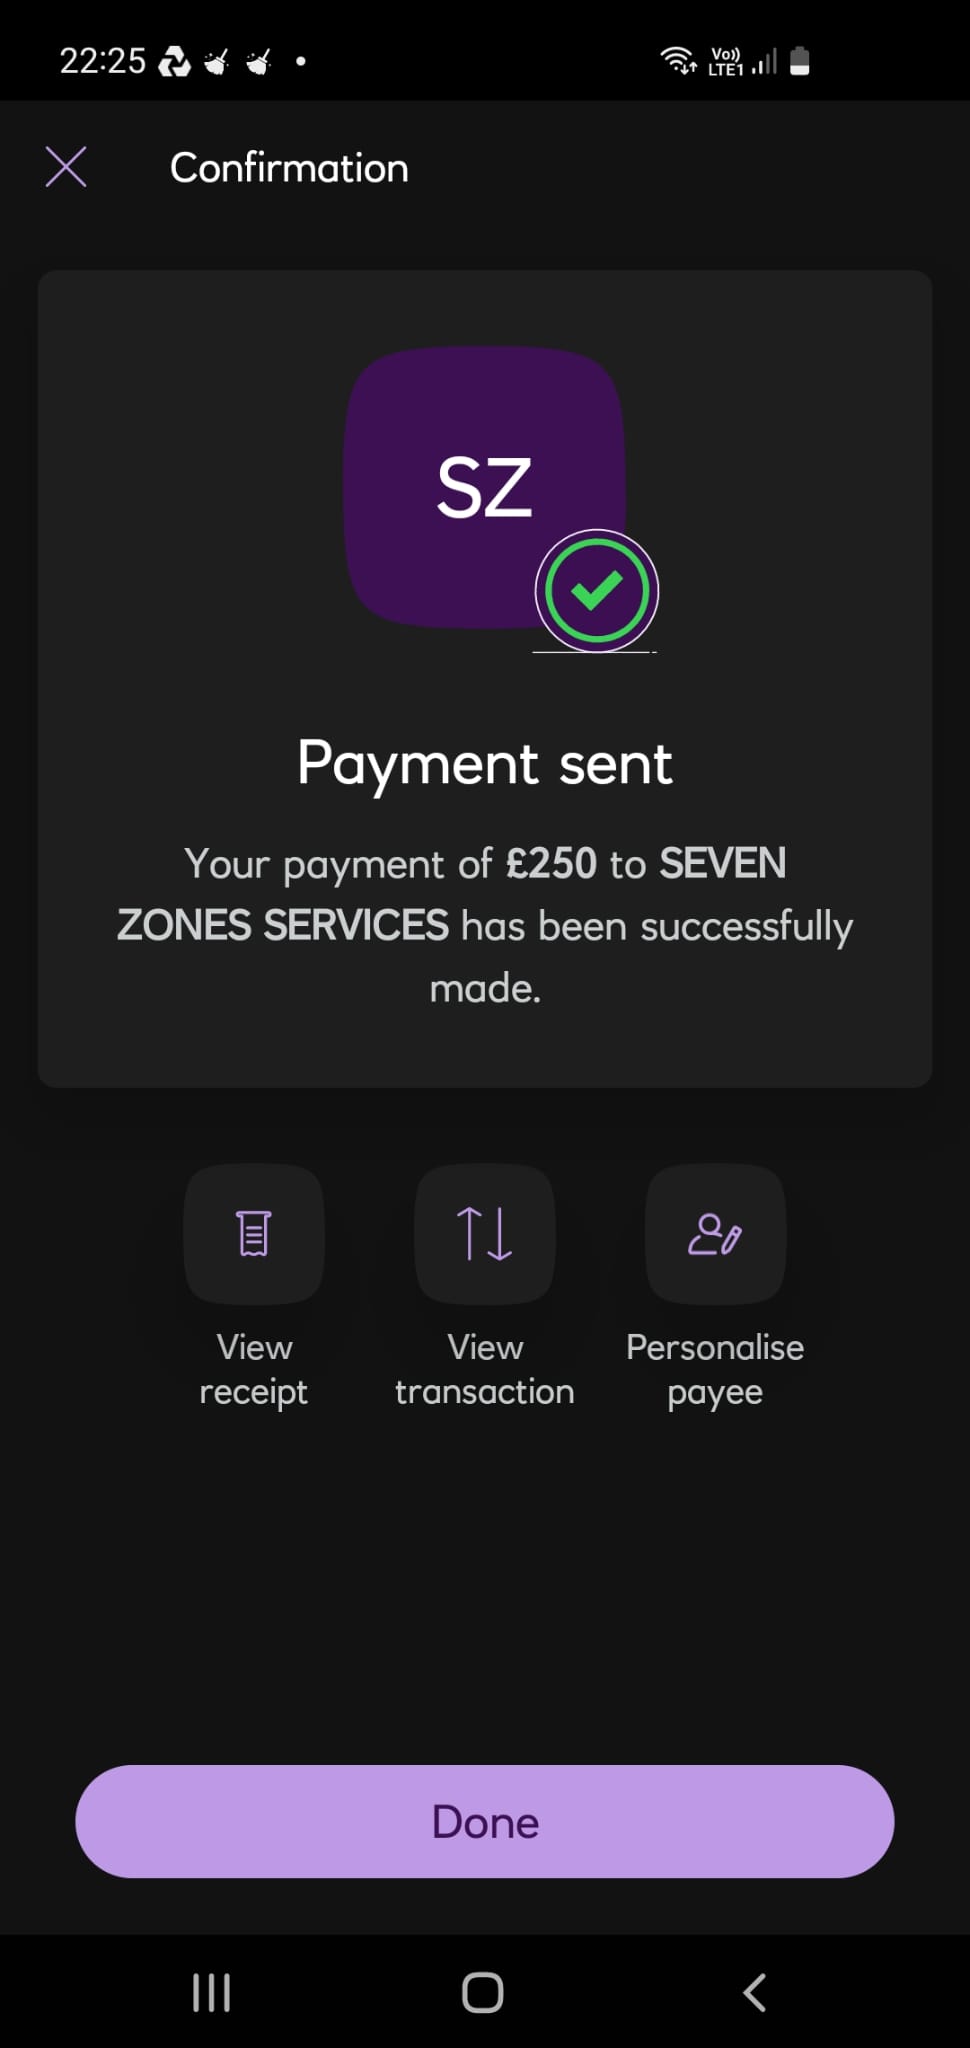 22:25
Vo))
LTE1
Confirmation
SZ
Payment sent
Your payment of £250 to SEVEN
ZONES SERVICES has been successfully
made.
View
receipt
View
transaction
Personalise
payee
Done